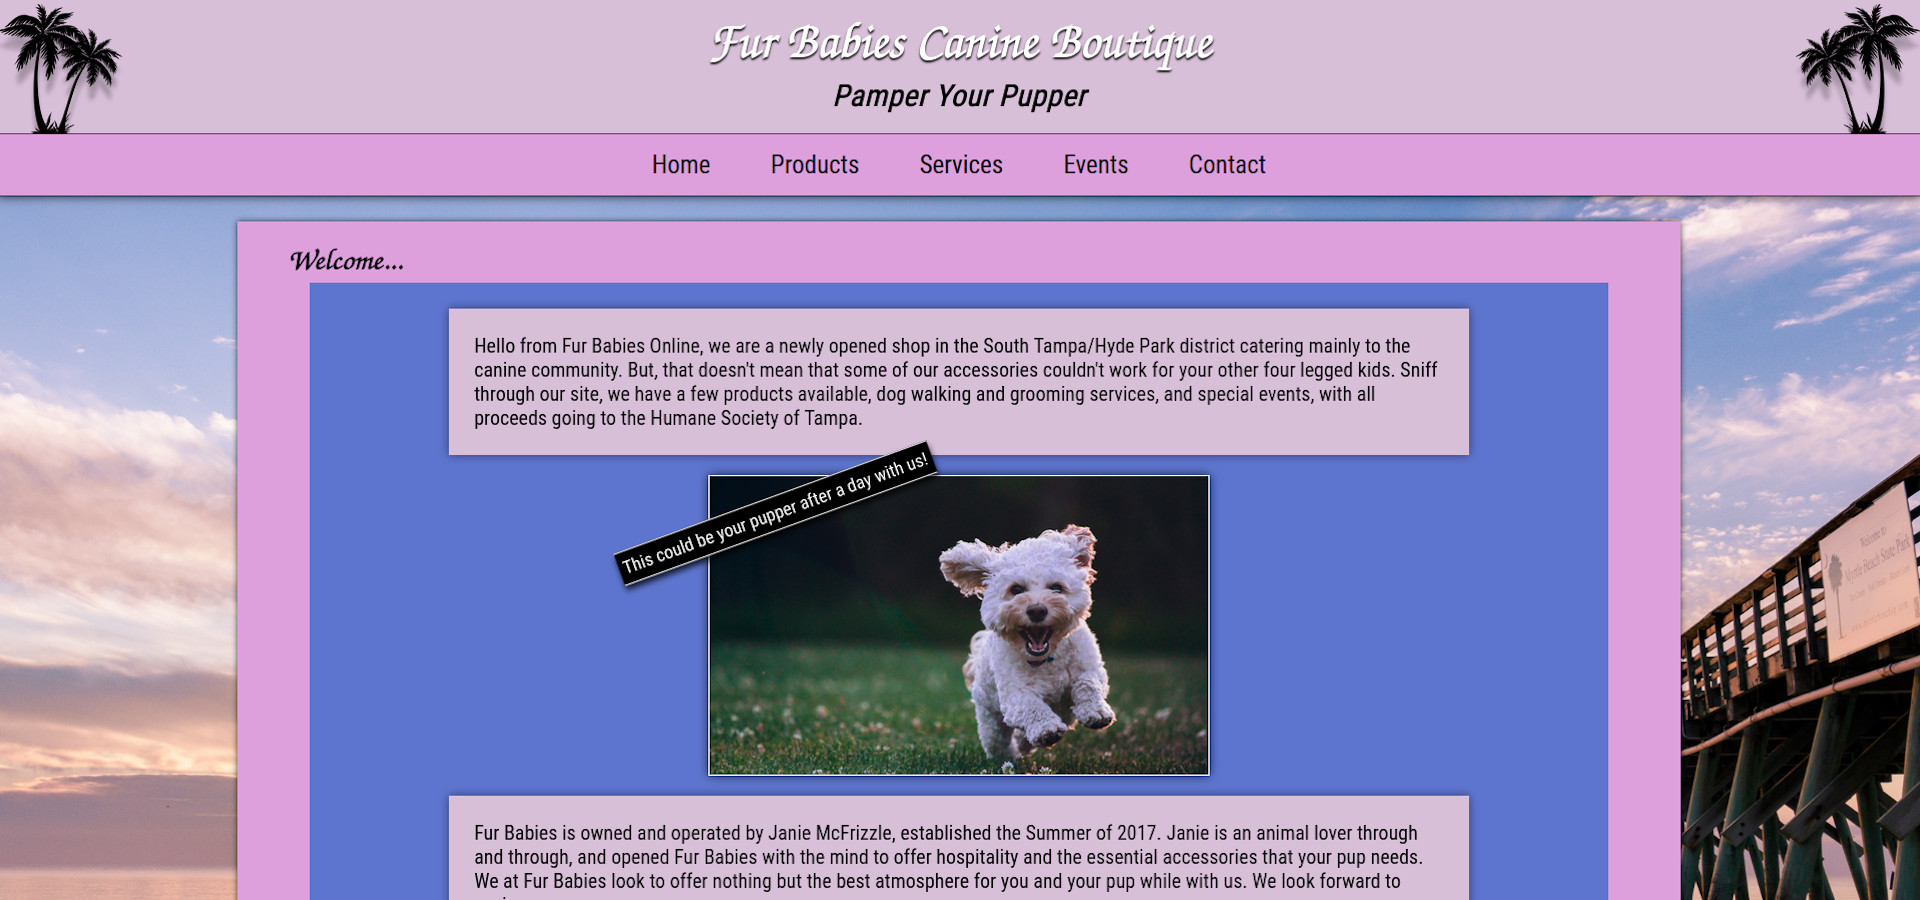 Fur Babies Canine Boutique
Pamper Your Pupper
Home Products Services Events Contact
Welcome...
Hello from Fur Babies Online, we are a newly opened shop in the South Tampa/Hyde Park district catering mainly to the
canine community. But, that doesn't mean that some of our accessories couldn't work for your other four legged kids. Sniff
through our site, we have a few products available, dog walking and grooming services, and special events, with all
proceeds going to the Humane Society of Tampa.
This could be your pupper after a day with us!
Welcome to
Myrtle Beach State Park
Fur Babies is owned and operated by Janie McFrizzle, established the Summer of 2017. Janie is an animal lover through
and through, and opened Fur Babies with the mind to offer hospitality and the essential accessories that your pup needs.
We at Fur Babies look to offer nothing but the best atmosphere for you and your pup while with us. We look forward to